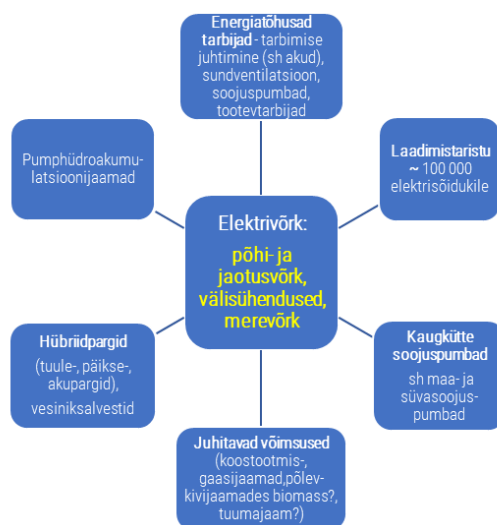 Energiatõhusad
tarbijad - tarbimise
juhtimine (sh akud),
sundventilatsioon,
soojuspumbad,
tootevtarbijad
Pumphüdroakumu-
latsioonijaamad
Laadimistaristu
~ 100 000
elektrisõidukile
Elektrivõrk:
põhi- ja
jaotusvõrk,
välisühendused,
merevõrk
Hübriidpargid
(tuule-, päikse-,
akupargid),
vesiniksalvestid
Kaugkütte
soojuspumbad
sh maa- ja
süvasoojus-
pumbad
Juhitavad võimsused
(koostootmis-,
gaasijaamad,põlev-
kivijaamades biomass?,
tuumajaam?)